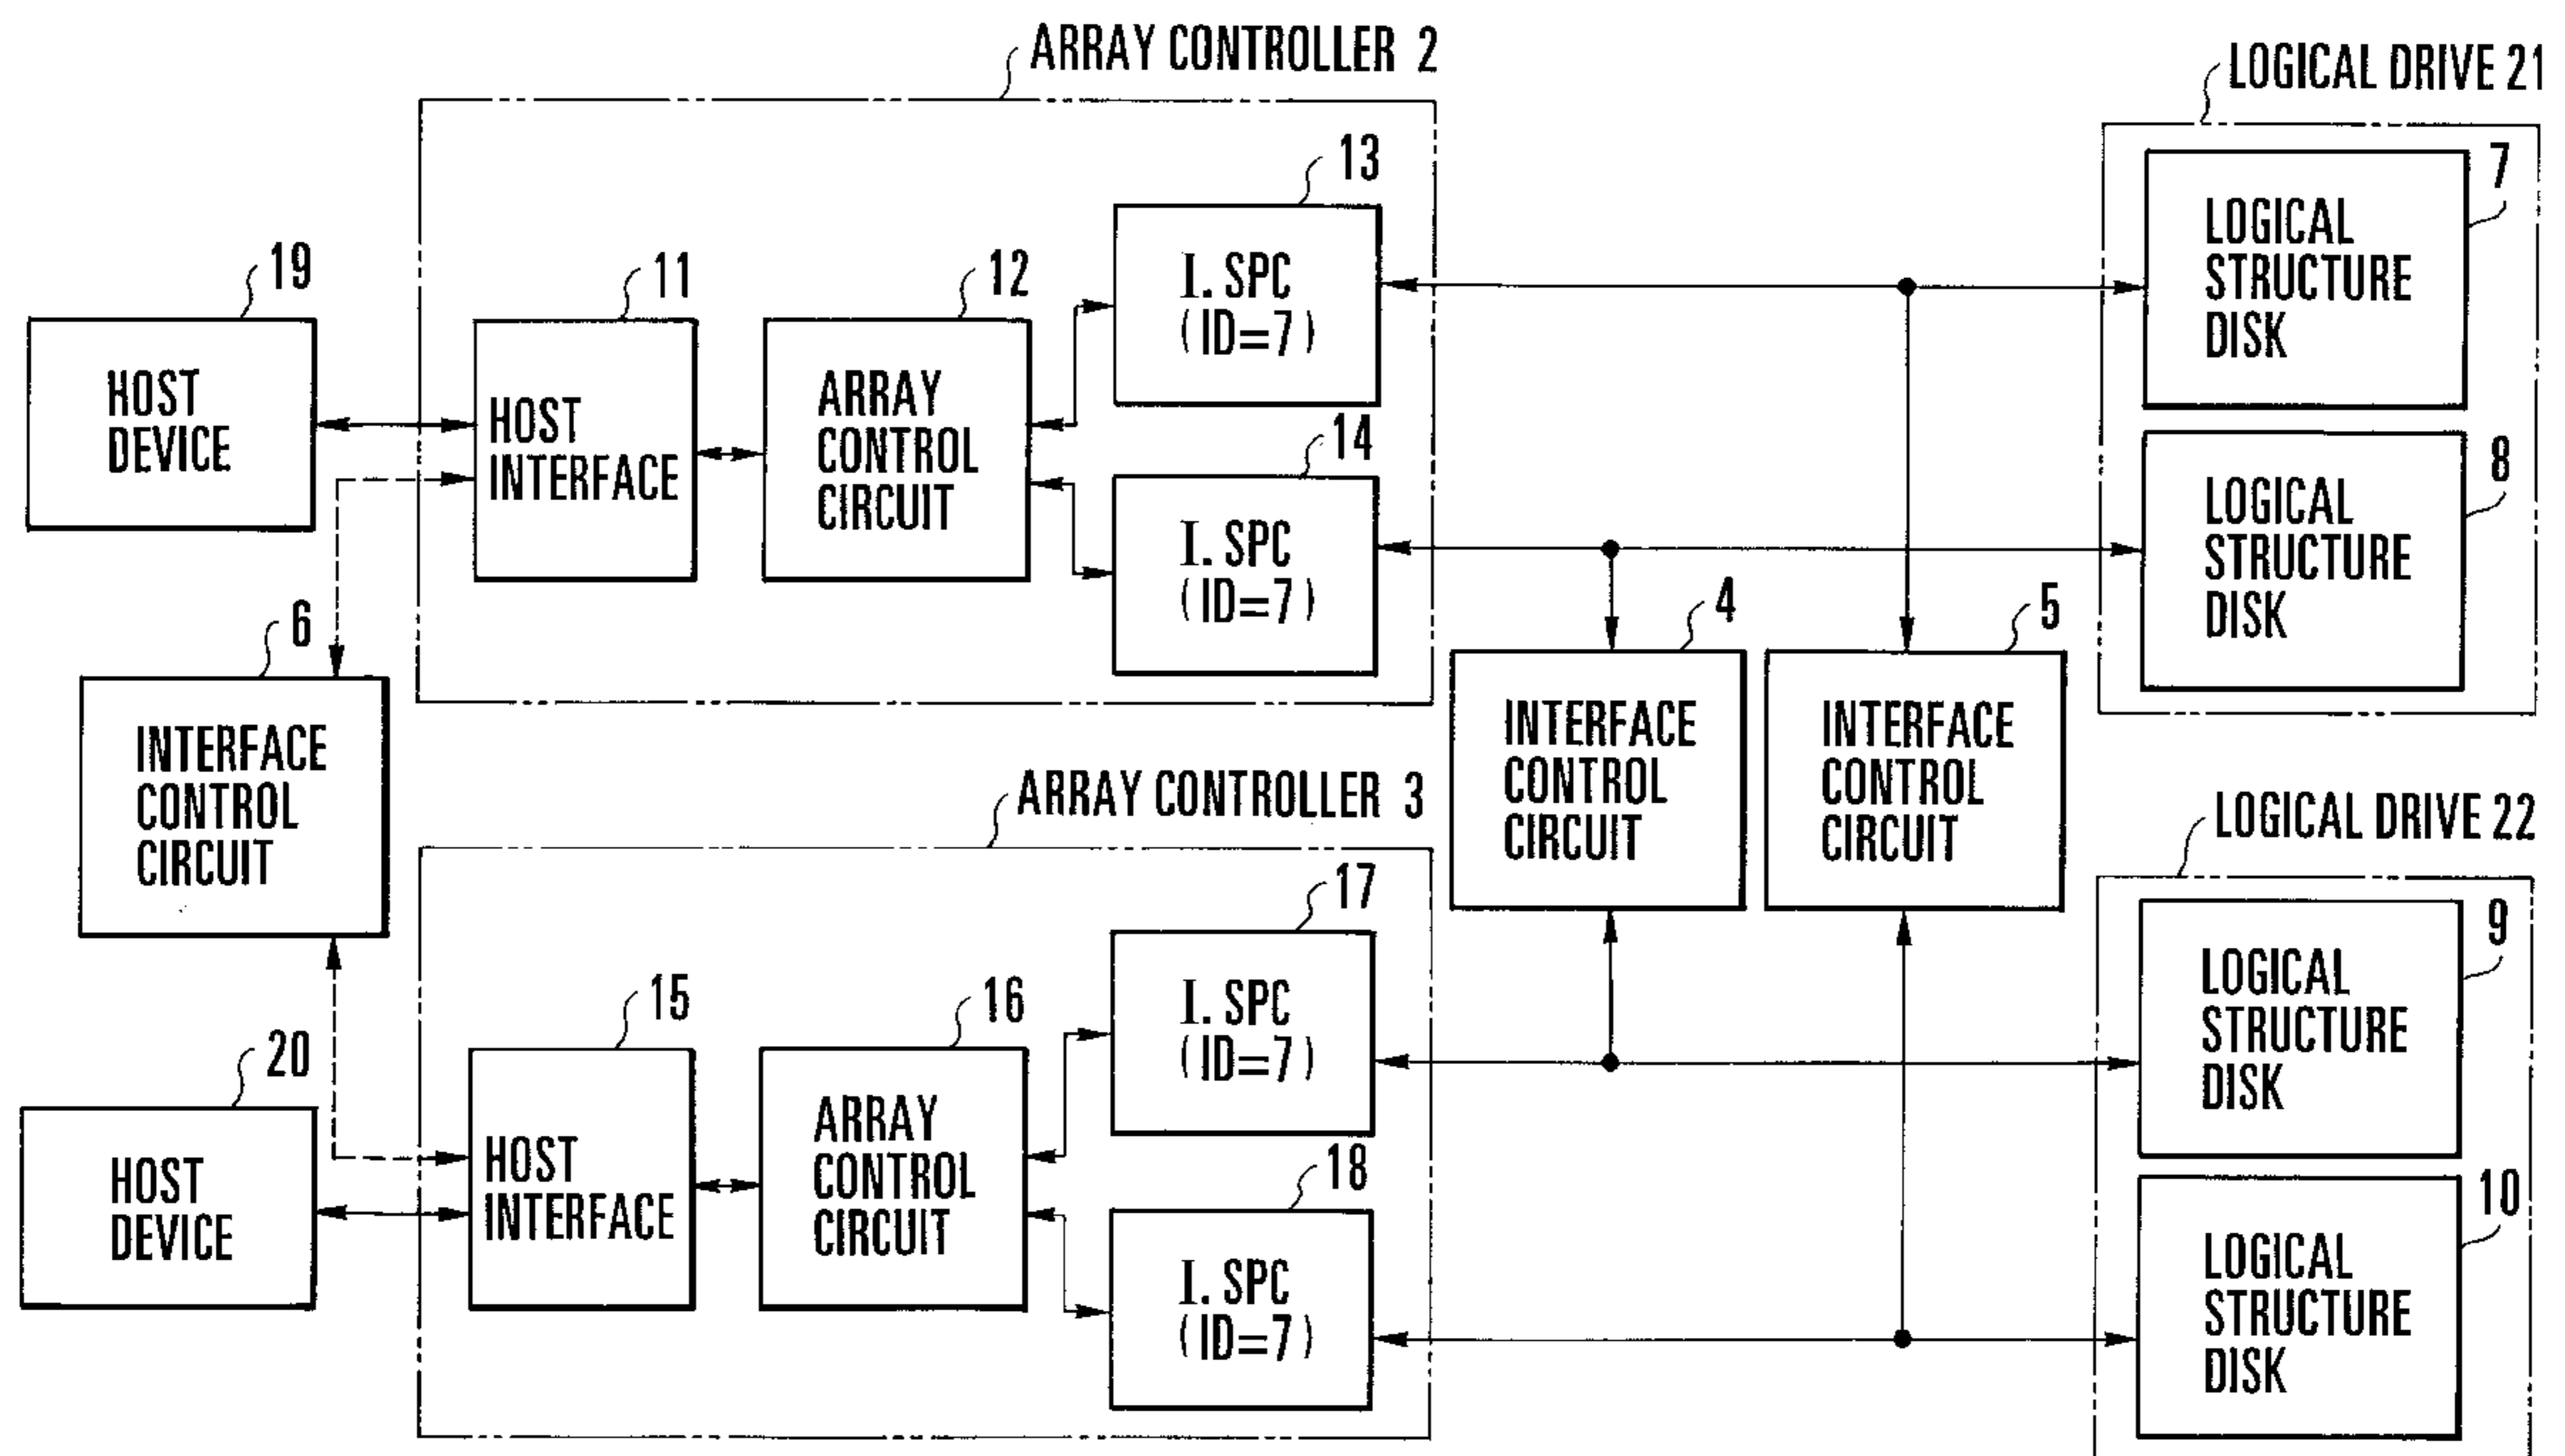 ARRAY CONTROLLER 2
LOGICAL DRIVE 21
13
I. SPC
(ID=7)
7
LOGICAL
STRUCTURE
DISK
19
HOST
DEVICE
11
HOST
INTERFACE
12
ARRAY
CONTROL
CIRCUIT
14
I. SPC
(ID=7)
8
LOGICAL
STRUCTURE
DISK
6
INTERFACE
CONTROL
CIRCUIT
4
INTERFACE
CONTROL
CIRCUIT
5
INTERFACE
CONTROL
CIRCUIT
ARRAY CONTROLLER 3
LOGICAL DRIVE 22
17
I. SPC
(ID=7)
9
LOGICAL
STRUCTURE
DISK
20
HOST
DEVICE
15
HOST
INTERFACE
16
ARRAY
CONTROL
CIRCUIT
18
I. SPC
(ID=7)
10
LOGICAL
STRUCTURE
DISK